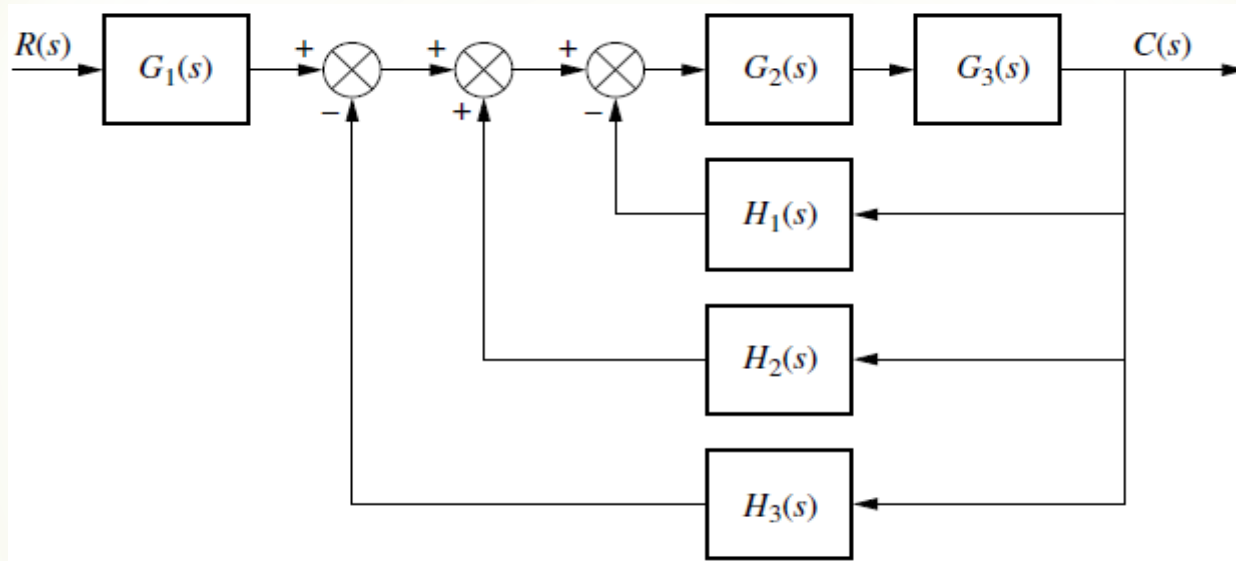 R(s)
G₁(s)
+
−
+
+
+
−
G₂(s)
G₃(s)
C(s)
H₁(s)
H₂(s)
H₃(s)